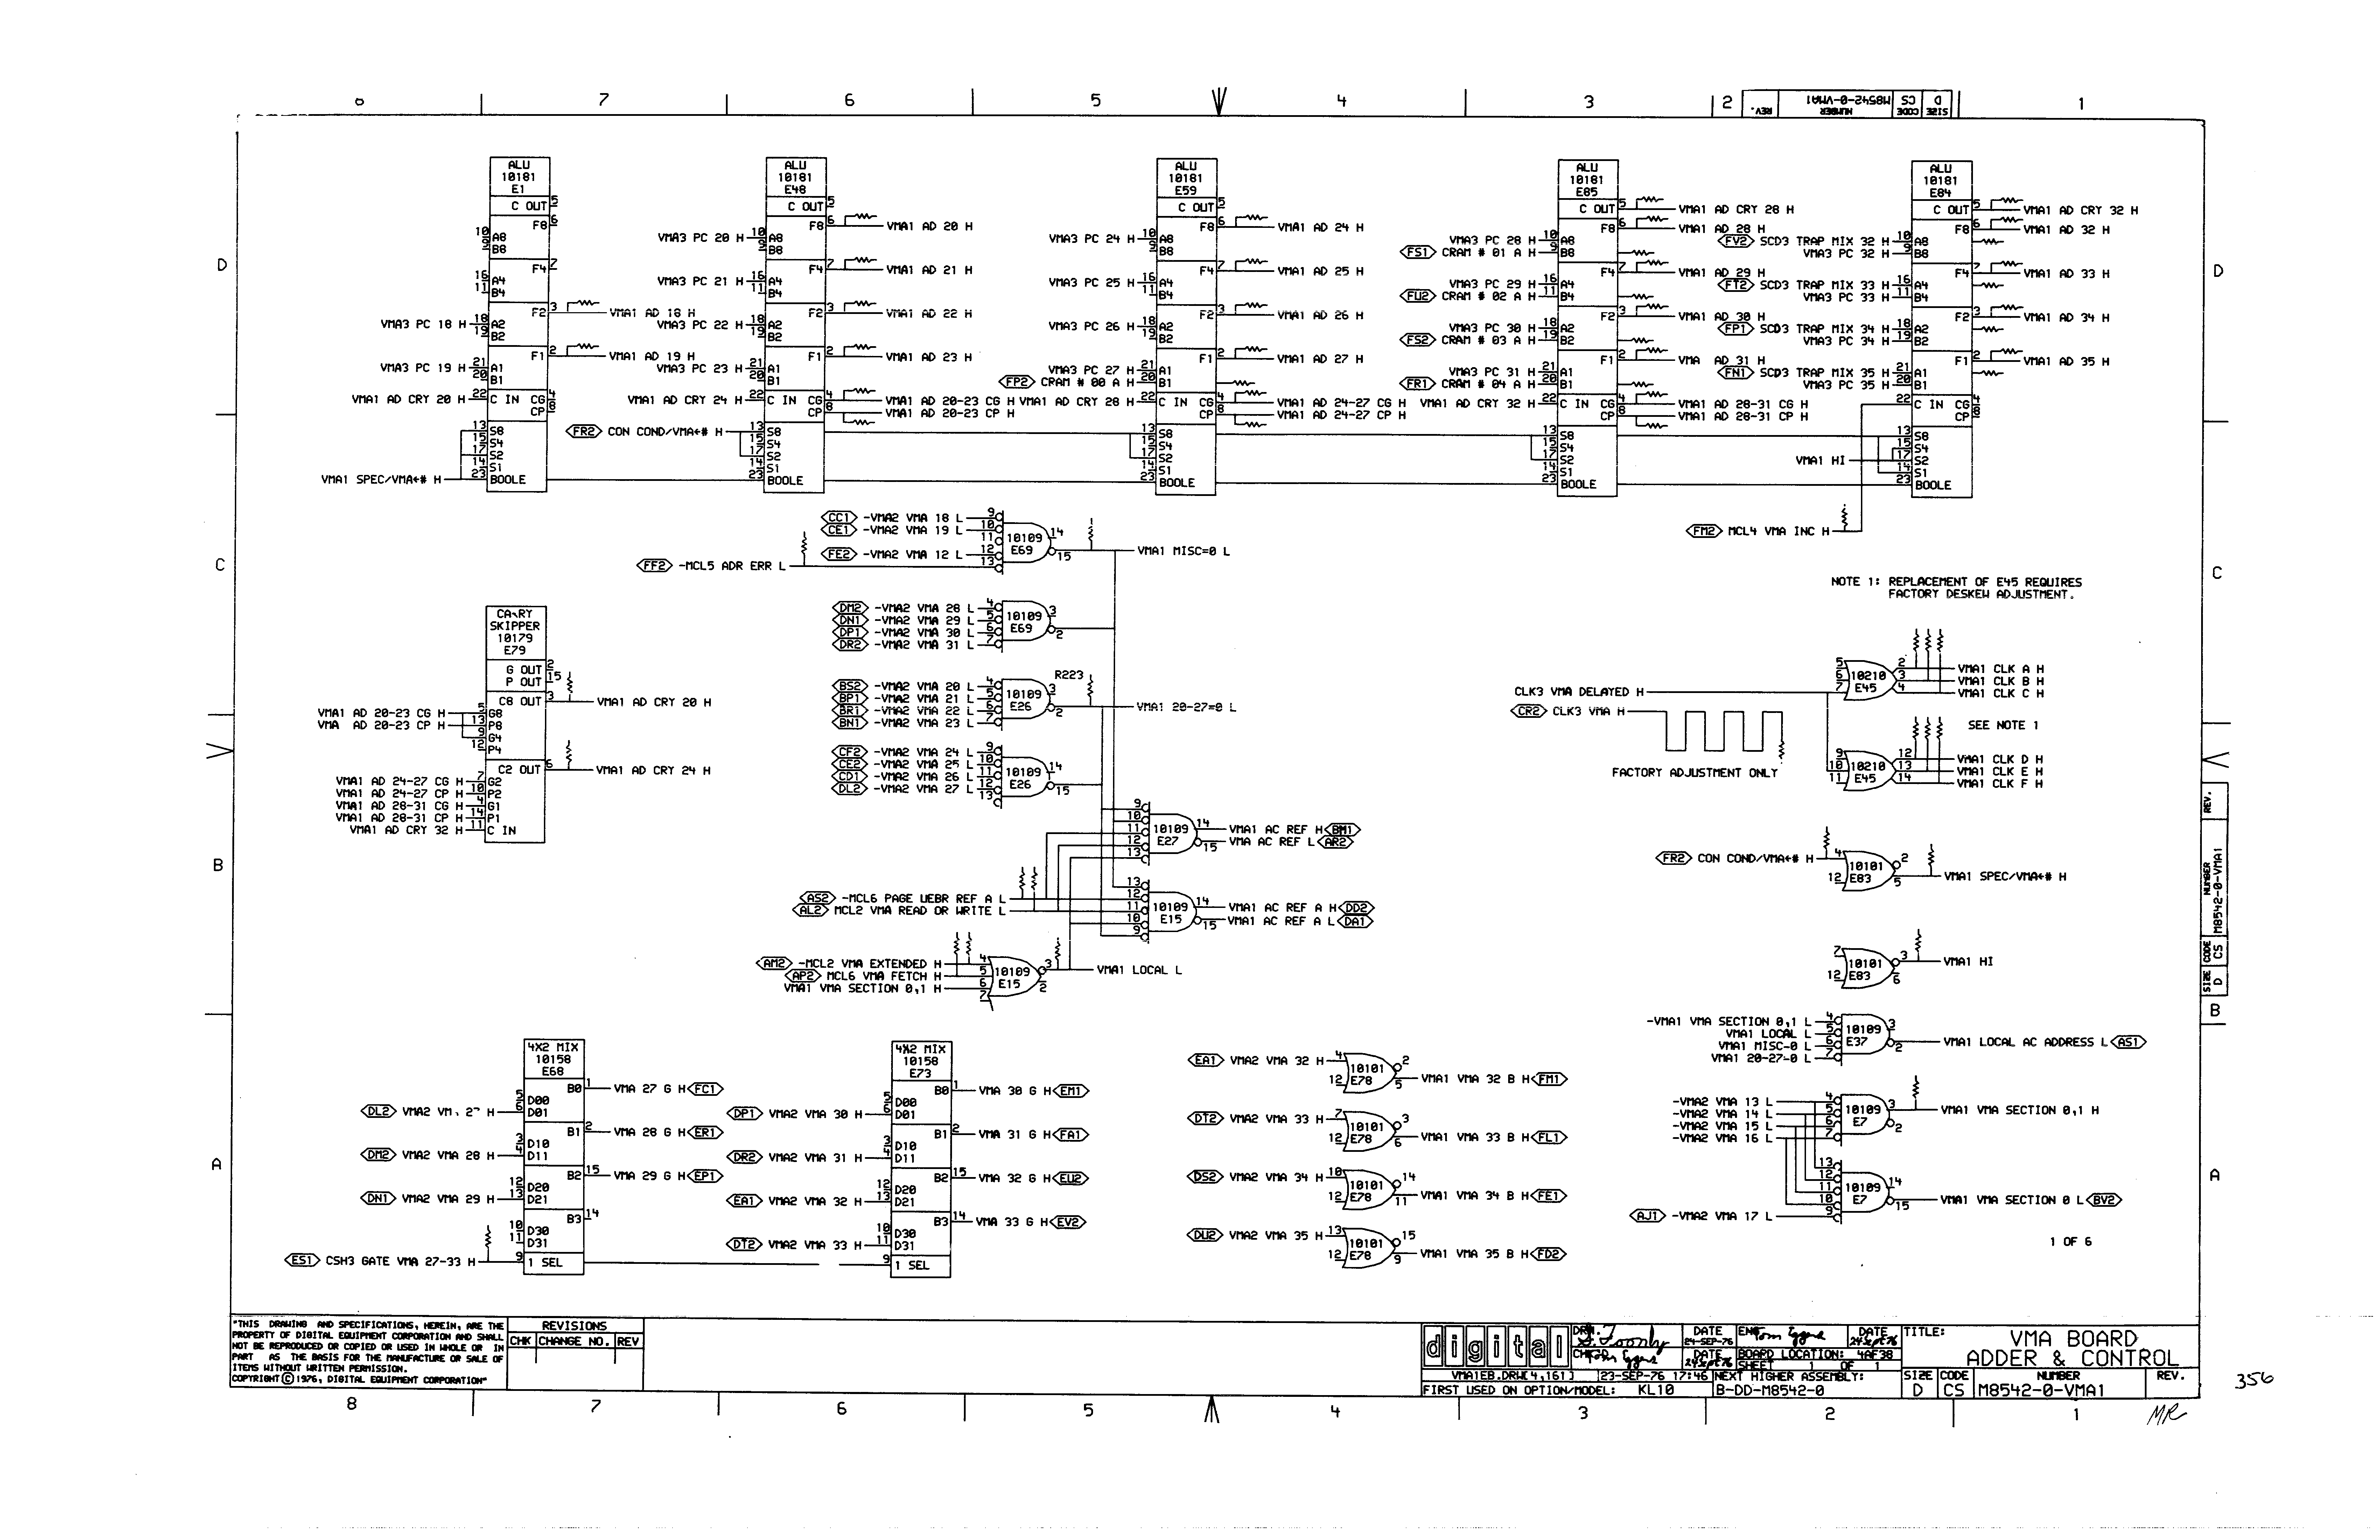 8 7 6 5 4 3 2 1
SIZE D CODE CS NUMBER M8542-0-VMA1 REV.
ALU
10181
E1
C OUT 5
F8 6
10 A8
9 B8
F4 7
16 A4
11 B4
F2 3 VMA1 AD 18 H
VMA3 PC 18 H 18 A2
19 B2
F1 2 VMA1 AD 19 H
VMA3 PC 19 H 21 A1
20 B1
VMA1 AD CRY 20 H 22 C IN CG 4
CP 8
13 S8
15 S4
17 S2
14 S1
VMA1 SPEC/VMA←# H 23 BOOLE
ALU
10181
E48
C OUT 5
F8 6 VMA1 AD 20 H
VMA3 PC 20 H 10 A8
9 B8
F4 7 VMA1 AD 21 H
VMA3 PC 21 H 16 A4
11 B4
F2 3 VMA1 AD 22 H
VMA3 PC 22 H 18 A2
19 B2
F1 2 VMA1 AD 23 H
VMA3 PC 23 H 21 A1
20 B1
VMA1 AD CRY 24 H 22 C IN CG 4 VMA1 AD 20-23 CG H
CP 8 VMA1 AD 20-23 CP H
FR2 CON COND/VMA←# H 13 S8
15 S4
17 S2
14 S1
23 BOOLE
ALU
10181
E59
C OUT 5
F8 6 VMA1 AD 24 H
VMA3 PC 24 H 10 A8
9 B8
F4 7 VMA1 AD 25 H
VMA3 PC 25 H 16 A4
11 B4
F2 3 VMA1 AD 26 H
VMA3 PC 26 H 18 A2
19 B2
F1 2 VMA1 AD 27 H
VMA3 PC 27 H 21 A1
FP2 CRAM # 00 A H 20 B1
VMA1 AD CRY 28 H 22 C IN CG 4 VMA1 AD 24-27 CG H
CP 8 VMA1 AD 24-27 CP H
13 S8
15 S4
17 S2
14 S1
23 BOOLE
ALU
10181
E85
C OUT 5 VMA1 AD CRY 28 H
F8 6 VMA1 AD 28 H
VMA3 PC 28 H 10 A8
FS1 CRAM # 01 A H 9 B8
F4 7 VMA1 AD 29 H
VMA3 PC 29 H 16 A4
FU2 CRAM # 02 A H 11 B4
F2 3 VMA1 AD 30 H
VMA3 PC 30 H 18 A2
FS2 CRAM # 03 A H 19 B2
F1 2 VMA AD 31 H
VMA3 PC 31 H 21 A1
FR1 CRAM # 04 A H 20 B1
VMA1 AD CRY 32 H 22 C IN CG 4 VMA1 AD 28-31 CG H
CP 8 VMA1 AD 28-31 CP H
13 S8
15 S4
17 S2
14 S1
23 BOOLE
ALU
10181
E84
C OUT 5 VMA1 AD CRY 32 H
F8 6 VMA1 AD 32 H
FV2 SCD3 TRAP MIX 32 H 10 A8
VMA3 PC 32 H 9 B8
F4 7 VMA1 AD 33 H
FT2 SCD3 TRAP MIX 33 H 16 A4
VMA3 PC 33 H 11 B4
F2 3 VMA1 AD 34 H
FP1 SCD3 TRAP MIX 34 H 18 A2
VMA3 PC 34 H 19 B2
F1 2 VMA1 AD 35 H
FN1 SCD3 TRAP MIX 35 H 21 A1
VMA3 PC 35 H 20 B1
22 C IN CG 4
CP 8
13 S8
15 S4
VMA1 HI 17 S2
14 S1
23 BOOLE
FM2 MCL4 VMA INC H
D C B A
CC1 -VMA2 VMA 18 L 9
CE1 -VMA2 VMA 19 L 10
11 10109 14
FE2 -VMA2 VMA 12 L 12 E69 15 VMA1 MISC=0 L
FF2 -MCL5 ADR ERR L 13
DM2 -VMA2 VMA 28 L 4
DN1 -VMA2 VMA 29 L 5 10109 3
DP1 -VMA2 VMA 30 L 6 E69 2
DR2 -VMA2 VMA 31 L 7
R223
BS2 -VMA2 VMA 20 L 4
BP1 -VMA2 VMA 21 L 5 10109 3
BR1 -VMA2 VMA 22 L 6 E26 2 VMA1 20-27=0 L
BN1 -VMA2 VMA 23 L 7
CF2 -VMA2 VMA 24 L 9
CE2 -VMA2 VMA 25 L 10 14
CD1 -VMA2 VMA 26 L 11 10109
DL2 -VMA2 VMA 27 L 12 E26 15
13
CARRY
SKIPPER
10179
E79
G OUT 2
P OUT 15
C8 OUT 3 VMA1 AD CRY 20 H
VMA1 AD 20-23 CG H 5 G8
VMA AD 20-23 CP H 13 P8
9 G4
12 P4
C2 OUT 6 VMA1 AD CRY 24 H
VMA1 AD 24-27 CG H 7 G2
VMA1 AD 24-27 CP H 10 P2
VMA1 AD 28-31 CG H 4 G1
VMA1 AD 28-31 CP H 14 P1
VMA1 AD CRY 32 H 11 C IN
9
10
11 10109 14 VMA1 AC REF H BM1
12 E27 15 VMA AC REF L AR2
13
13
12
AS2 -MCL6 PAGE UEBR REF A L
AL2 MCL2 VMA READ OR WRITE L
11 10109 14 VMA1 AC REF A H DD2
10 E15 15 VMA1 AC REF A L DA1
9
AM2 -MCL2 VMA EXTENDED H 4
AP2 MCL6 VMA FETCH H 5 10109 3 VMA1 LOCAL L
VMA1 VMA SECTION 0,1 H 6 E15 2
7
NOTE 1: REPLACEMENT OF E45 REQUIRES
FACTORY DESKEW ADJUSTMENT.
5 2 VMA1 CLK A H
6 10210 3 VMA1 CLK B H
CLK3 VMA DELAYED H 7 E45 4 VMA1 CLK C H
CR2 CLK3 VMA H
SEE NOTE 1
9 12 VMA1 CLK D H
10 10210 13 VMA1 CLK E H
11 E45 14 VMA1 CLK F H
FACTORY ADJUSTMENT ONLY
FR2 CON COND/VMA←# H 4 10101 2
12 E83 5 VMA1 SPEC/VMA←# H
7 10101 3 VMA1 HI
12 E83 6
-VMA1 VMA SECTION 0,1 L 4
VMA1 LOCAL L 5 10109 3
VMA1 MISC-0 L 6 E37 2 VMA1 LOCAL AC ADDRESS L AS1
VMA1 20-27-0 L 7
-VMA2 VMA 13 L 4
-VMA2 VMA 14 L 5 10109 3 VMA1 VMA SECTION 0,1 H
-VMA2 VMA 15 L 6 E7 2
-VMA2 VMA 16 L 7
13
12
11 10109 14
10 E7 15 VMA1 VMA SECTION 0 L BV2
AJ1 -VMA2 VMA 17 L 9
1 OF 6
4X2 MIX
10158
E68
B0 1 VMA 27 G H FC1
5 D00
DL2 VMA2 27 H 6 D01
B1 2 VMA 28 G H ER1
3 D10
DM2 VMA2 VMA 28 H 4 D11
B2 15 VMA 29 G H EP1
12 D20
DN1 VMA2 VMA 29 H 13 D21
B3 14
10 D30
11 D31
ES1 CSH3 GATE VMA 27-33 H 9 1 SEL
4X2 MIX
10158
E73
B0 1 VMA 30 G H EM1
5 D00
DP1 VMA2 VMA 30 H 6 D01
B1 2 VMA 31 G H FA1
3 D10
DR2 VMA2 VMA 31 H 4 D11
B2 15 VMA 32 G H EU2
12 D20
EA1 VMA2 VMA 32 H 13 D21
B3 14 VMA 33 G H EV2
10 D30
DT2 VMA2 VMA 33 H 11 D31
9 1 SEL
EA1 VMA2 VMA 32 H 4 10101 2
12 E78 5 VMA1 VMA 32 B H FM1
DT2 VMA2 VMA 33 H 7 10101 3
12 E78 6 VMA1 VMA 33 B H FL1
DS2 VMA2 VMA 34 H 10 10101 14
12 E78 11 VMA1 VMA 34 B H FE1
DU2 VMA2 VMA 35 H 13 10101 15
12 E78 9 VMA1 VMA 35 B H FD2
"THIS DRAWING AND SPECIFICATIONS, HEREIN, ARE THE
PROPERTY OF DIGITAL EQUIPMENT CORPORATION AND SHALL
NOT BE REPRODUCED OR COPIED OR USED IN WHOLE OR IN
PART AS THE BASIS FOR THE MANUFACTURE OR SALE OF
ITEMS WITHOUT WRITTEN PERMISSION.
COPYRIGHT © 1976, DIGITAL EQUIPMENT CORPORATION"
REVISIONS
CHK CHANGE NO. REV
digital
DRN. DATE 24-SEP-76 ENG. DATE 24 Sept 76
CHK DATE 24 Sept 76 BOARD LOCATION: 4AF38
SHEET 1 OF 1
VMA1EB.DRW[4,161] 23-SEP-76 17:46 NEXT HIGHER ASSEMBLY:
FIRST USED ON OPTION/MODEL: KL10 B-DD-M8542-0
TITLE: VMA BOARD
ADDER & CONTROL
SIZE D CODE CS NUMBER M8542-0-VMA1 REV.
SIZE D CODE CS NUMBER M8542-0-VMA1 REV.
8 7 6 5 4 3 2 1
356
MR